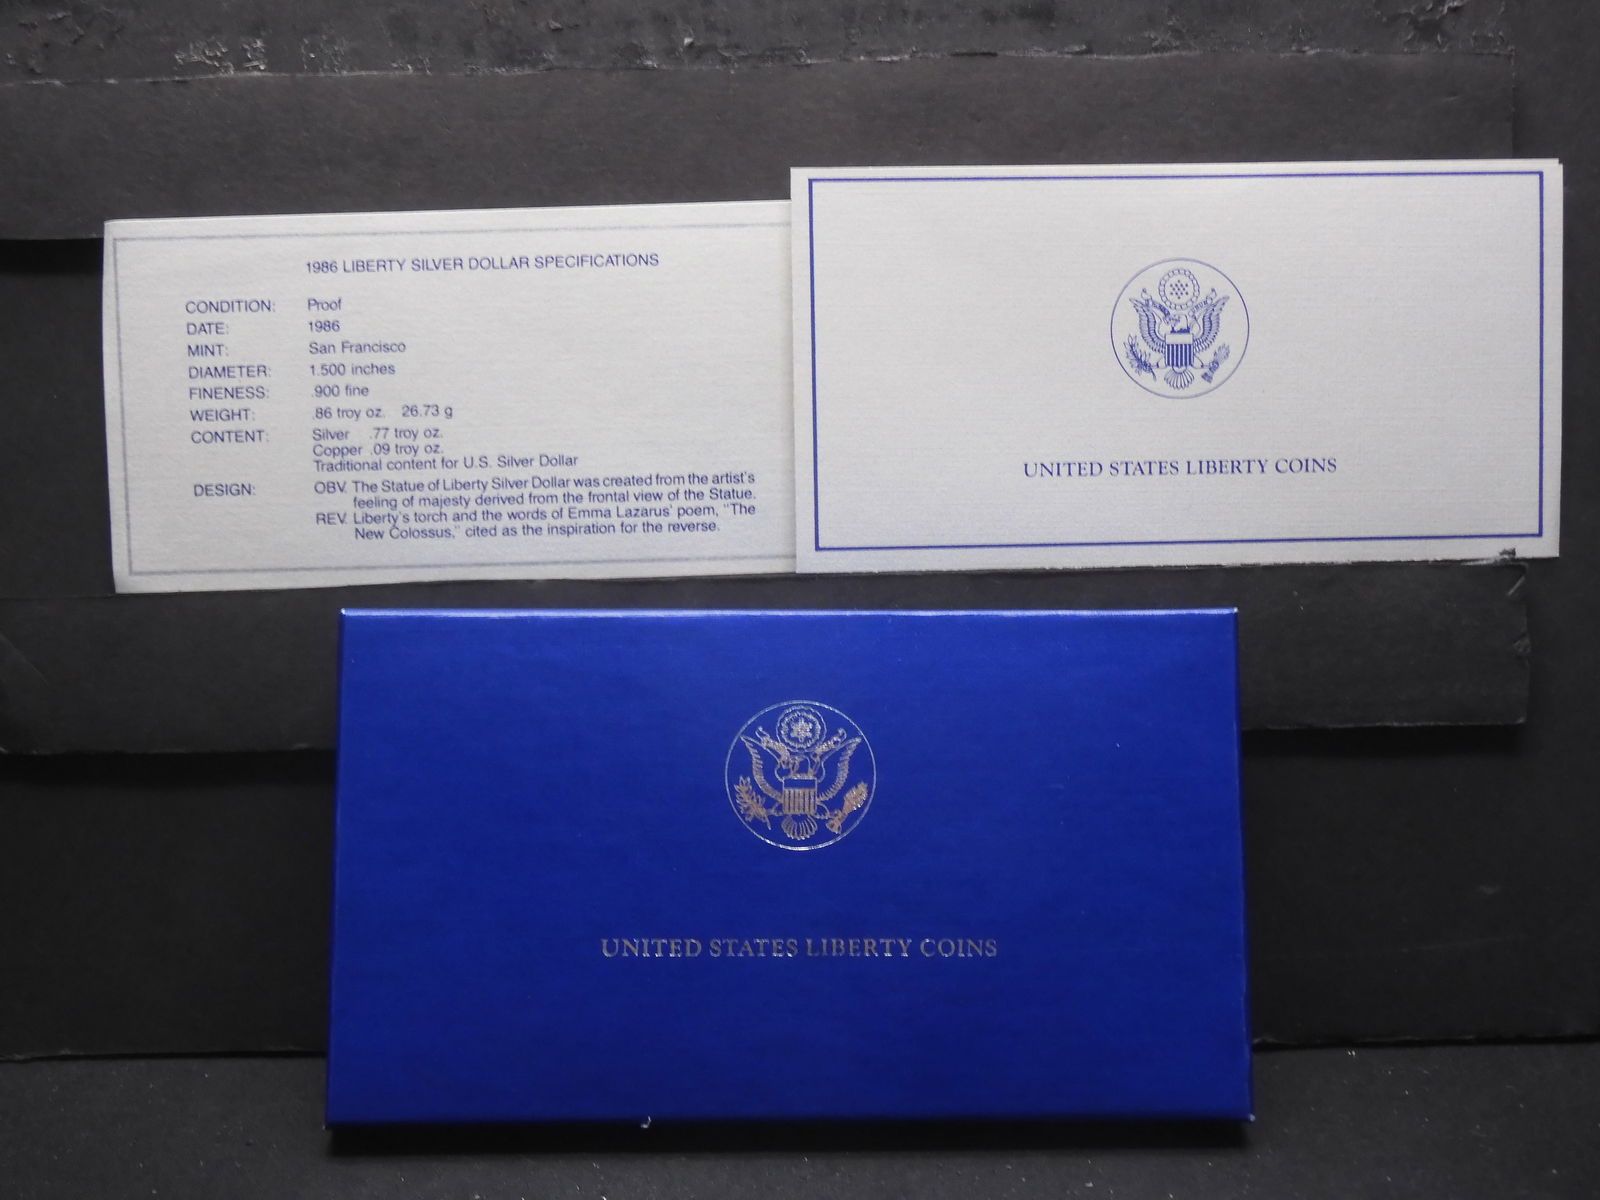 1986 LIBERTY SILVER DOLLAR SPECIFICATIONS
CONDITION: Proof
DATE: 1986
MINT: San Francisco
DIAMETER: 1.500 inches
FINENESS: .900 fine
WEIGHT: .86 troy oz. 26.73 g
CONTENT: Silver .77 troy oz.
Copper .09 troy oz.
Traditional content for U.S. Silver Dollar
DESIGN: OBV. The Statue of Liberty Silver Dollar was created from the artist's
feeling of majesty derived from the frontal view of the Statue.
REV. Liberty's torch and the words of Emma Lazarus' poem, "The
New Colossus," cited as the inspiration for the reverse.
UNITED STATES LIBERTY COINS
UNITED STATES LIBERTY COINS